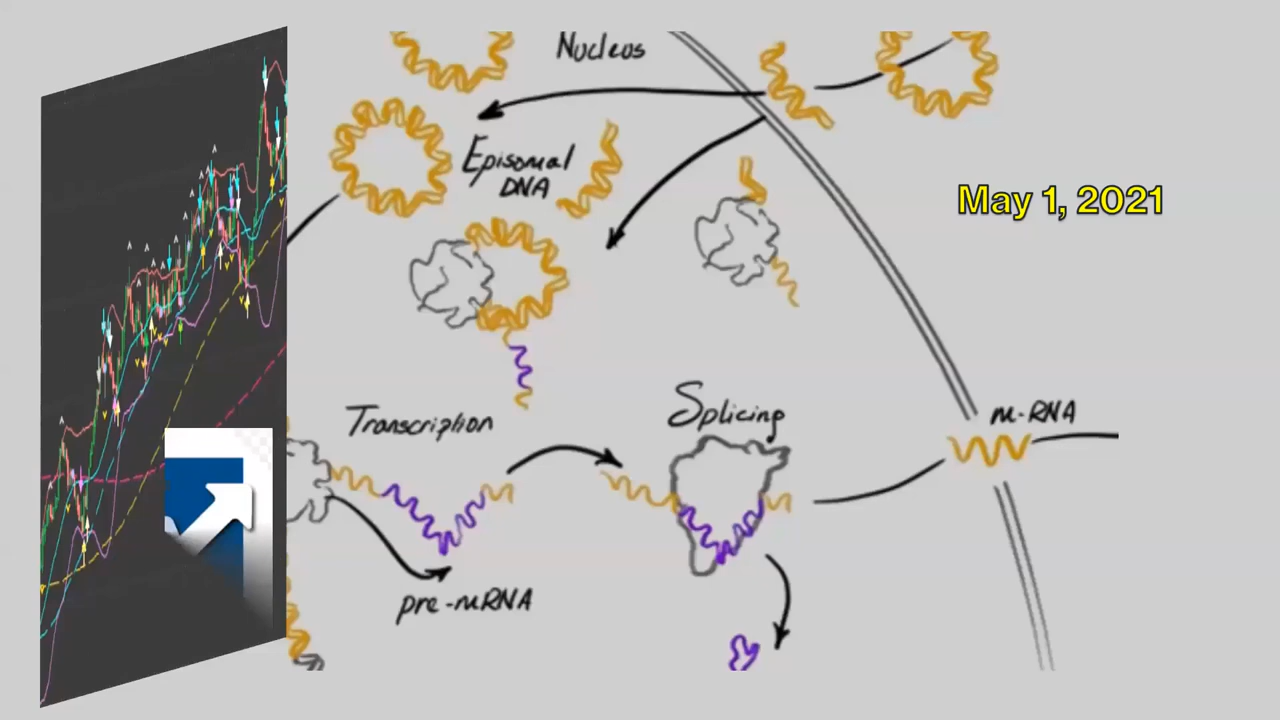 Nucleus
Episomal
DNA
May 1, 2021
Transcription
Splicing
m-RNA
pre-mRNA